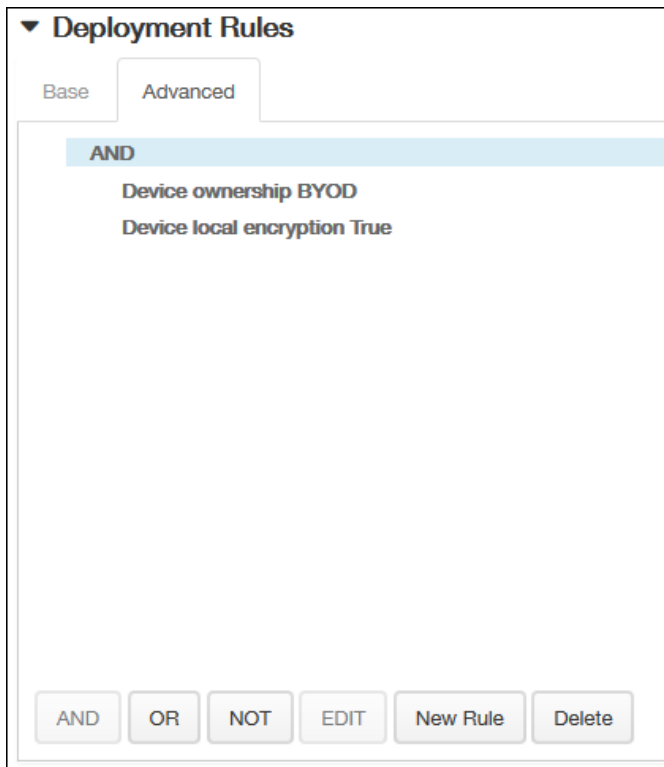 Deployment Rules
Base Advanced
AND
Device ownership BYOD
Device local encryption True
AND OR NOT EDIT New Rule Delete